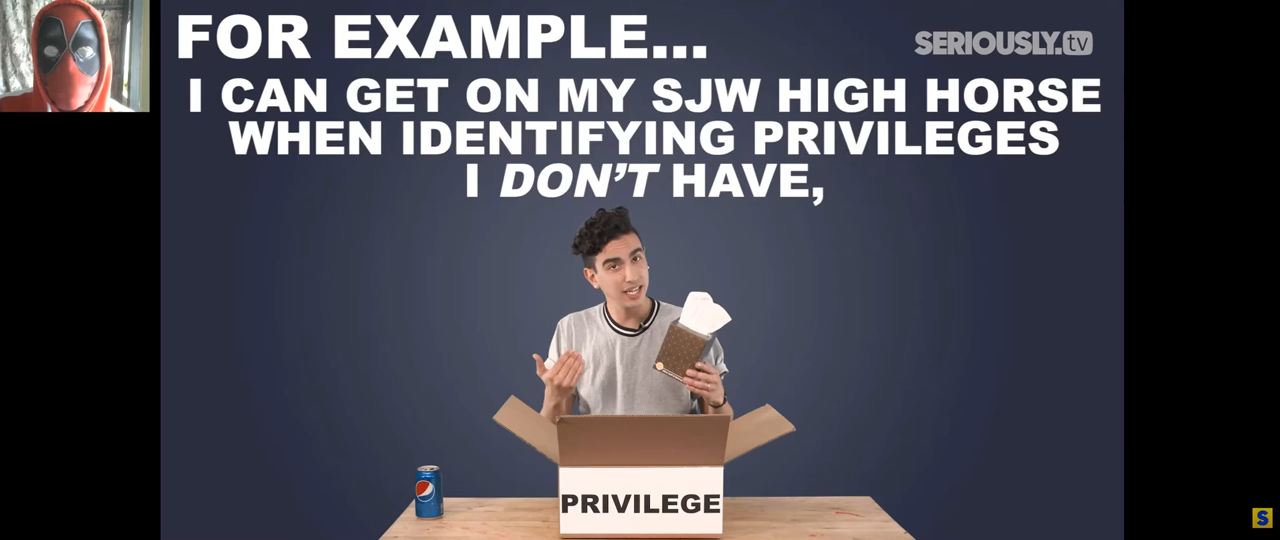 FOR EXAMPLE...
SERIOUSLY.tv
I CAN GET ON MY SJW HIGH HORSE
WHEN IDENTIFYING PRIVILEGES
I DON'T HAVE,
PRIVILEGE
S